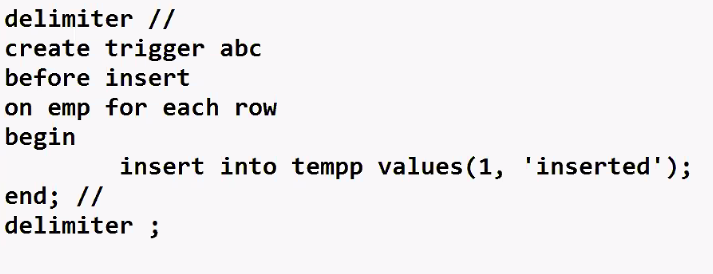 delimiter //
create trigger abc
before insert
on emp for each row
begin
        insert into tempp values(1, 'inserted');
end; //
delimiter ;